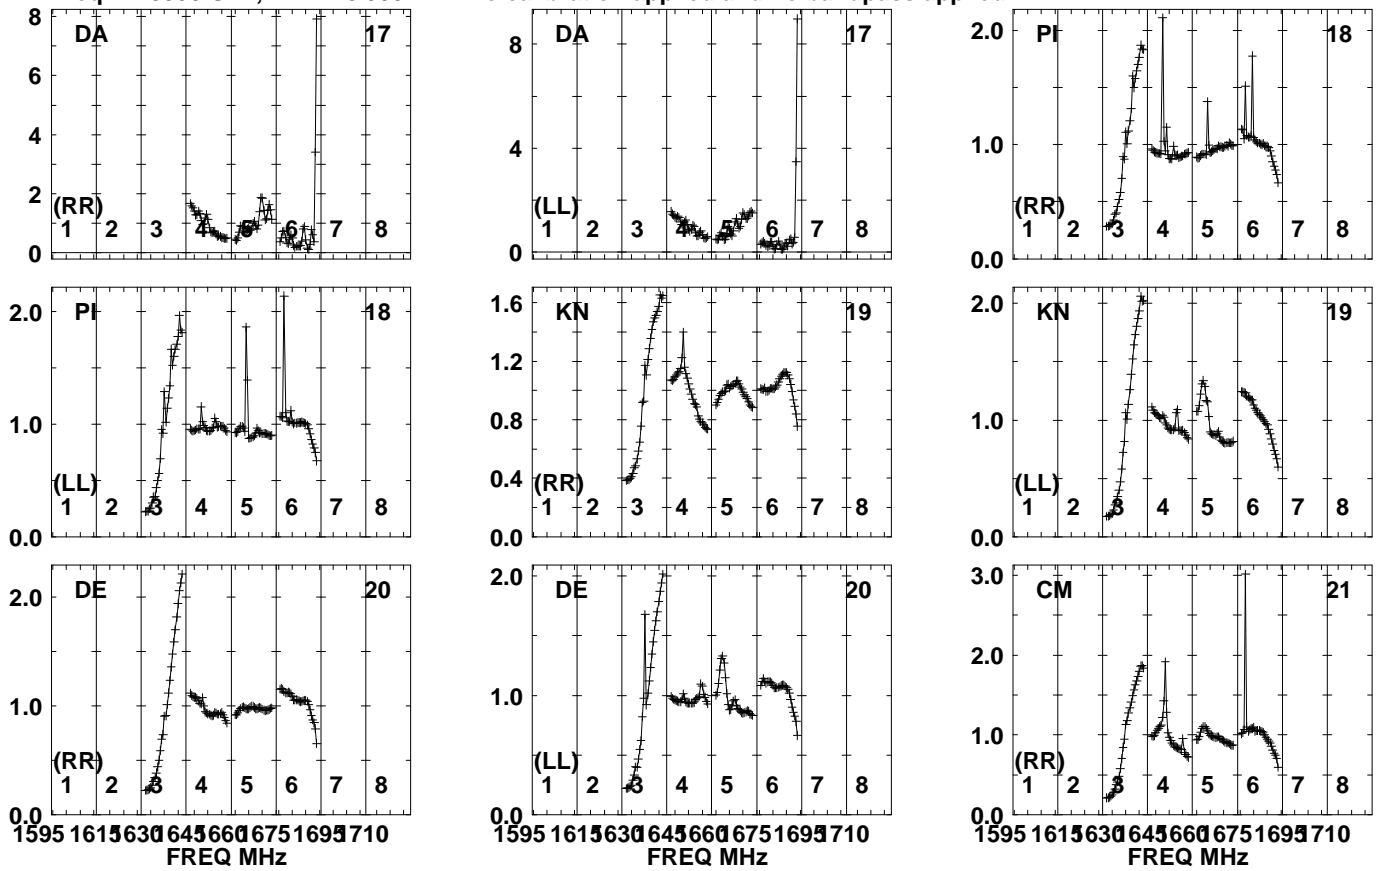 8 DA 17
6
4
2
0
(RR)
1 2 3 4 5 6 7 8
DA 17
8
4
0
(LL)
1 2 3 4 5 6 7 8
PI 18
2.0
1.0
0.0
(RR)
1 2 3 4 5 6 7 8
PI 18
2.0
1.0
0.0
(LL)
1 2 3 4 5 6 7 8
KN 19
1.6
1.2
0.8
0.4
0.0
(RR)
1 2 3 4 5 6 7 8
KN 19
2.0
1.0
0.0
(LL)
1 2 3 4 5 6 7 8
DE 20
2.0
1.0
0.0
(RR)
1 2 3 4 5 6 7 8
1595 1615 1630 1645 1660 1675 1695 1710
FREQ MHz
DE 20
2.0
1.0
0.0
(LL)
1 2 3 4 5 6 7 8
1595 1615 1630 1645 1660 1675 1695 1710
FREQ MHz
CM 21
3.0
2.0
1.0
0.0
(RR)
1 2 3 4 5 6 7 8
1595 1615 1630 1645 1660 1675 1695 1710
FREQ MHz